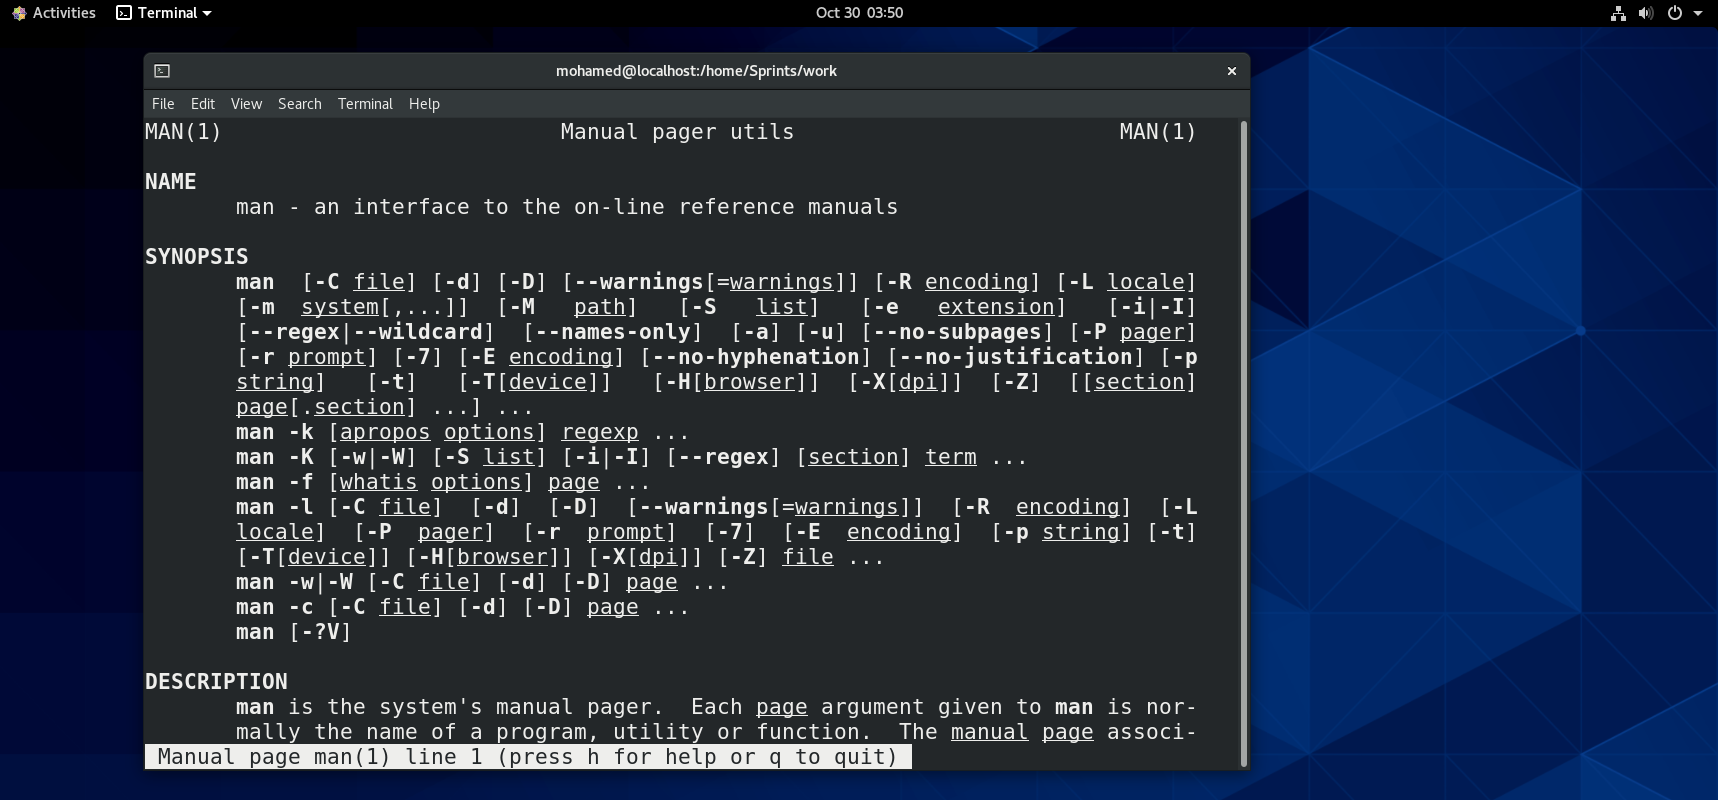 Activities Terminal Oct 30 03:50
mohamed@localhost:/home/Sprints/work
File Edit View Search Terminal Help
MAN(1) Manual pager utils MAN(1)
NAME
man - an interface to the on-line reference manuals
SYNOPSIS
man [-C file] [-d] [-D] [--warnings[=warnings]] [-R encoding] [-L locale]
[-m system[,...]] [-M path] [-S list] [-e extension] [-i|-I]
[--regex|--wildcard] [--names-only] [-a] [-u] [--no-subpages] [-P pager]
[-r prompt] [-7] [-E encoding] [--no-hyphenation] [--no-justification] [-p
string] [-t] [-T[device]] [-H[browser]] [-X[dpi]] [-Z] [[section]
page[.section] ...] ...
man -k [apropos options] regexp ...
man -K [-w|-W] [-S list] [-i|-I] [--regex] [section] term ...
man -f [whatis options] page ...
man -l [-C file] [-d] [-D] [--warnings[=warnings]] [-R encoding] [-L
locale] [-P pager] [-r prompt] [-7] [-E encoding] [-p string] [-t]
[-T[device]] [-H[browser]] [-X[dpi]] [-Z] file ...
man -w|-W [-C file] [-d] [-D] page ...
man -c [-C file] [-d] [-D] page ...
man [-?V]
DESCRIPTION
man is the system's manual pager. Each page argument given to man is nor-
mally the name of a program, utility or function. The manual page associ-
Manual page man(1) line 1 (press h for help or q to quit)